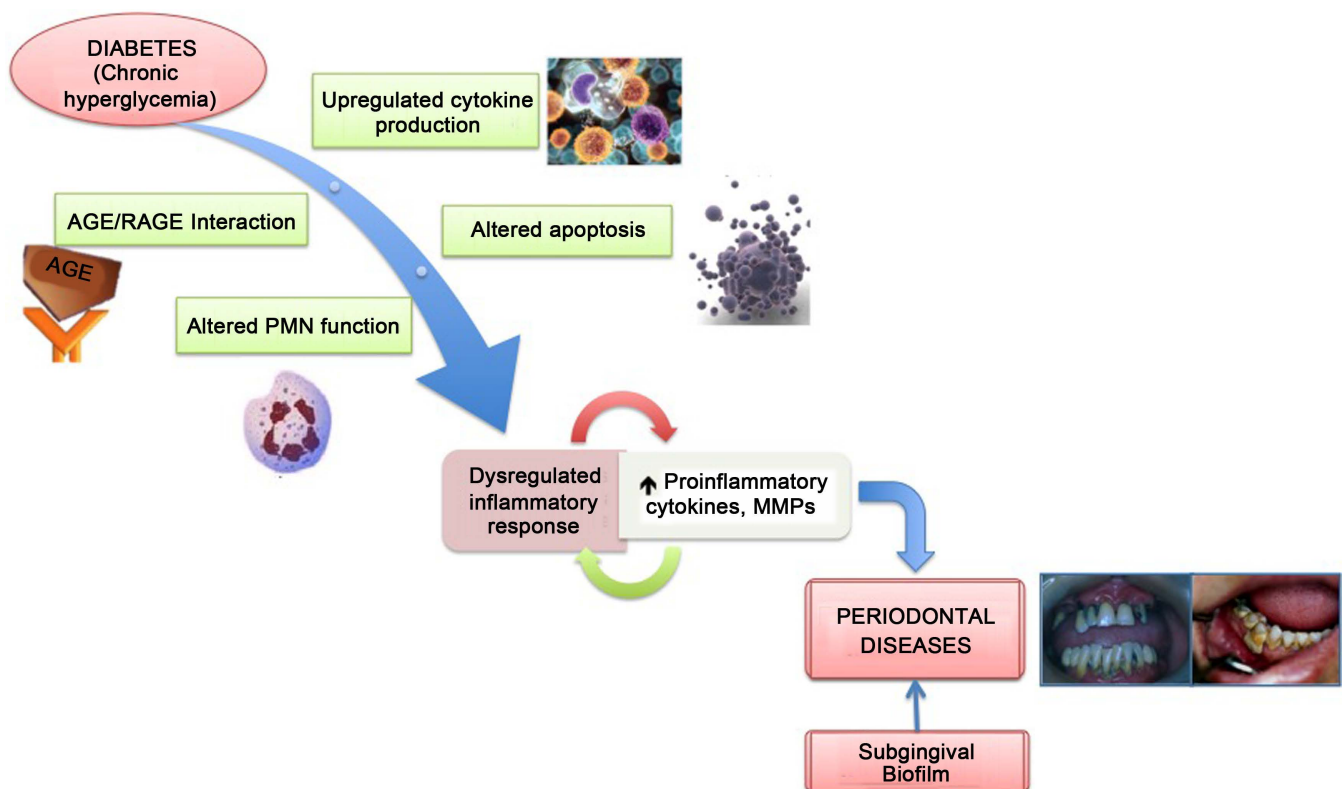 DIABETES
(Chronic
hyperglycemia)
Upregulated cytokine
production
AGE/RAGE Interaction
AGE
Altered apoptosis
Altered PMN function
Dysregulated
inflammatory
response
Proinflammatory
cytokines, MMPs
PERIODONTAL
DISEASES
Subgingival
Biofilm